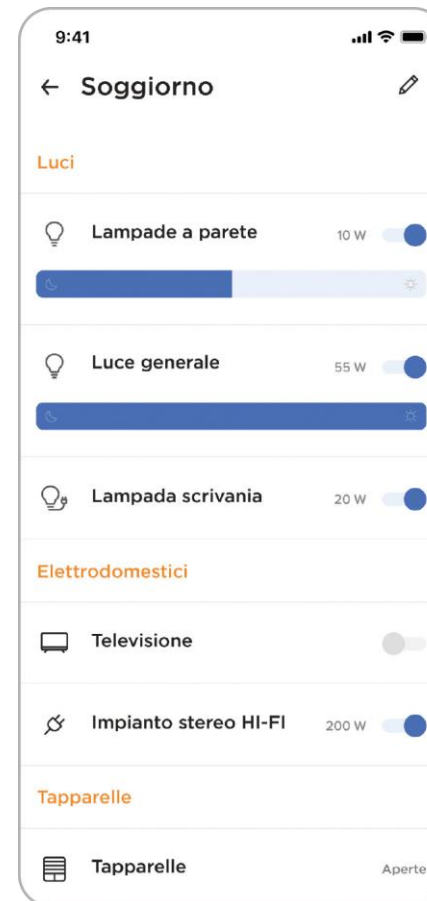 9:41
Soggiorno
Luci
Lampade a parete 10 W
Luce generale 55 W
Lampada scrivania 20 W
Elettrodomestici
Televisione
Impianto stereo HI-FI 200 W
Tapparelle
Tapparelle Aperte